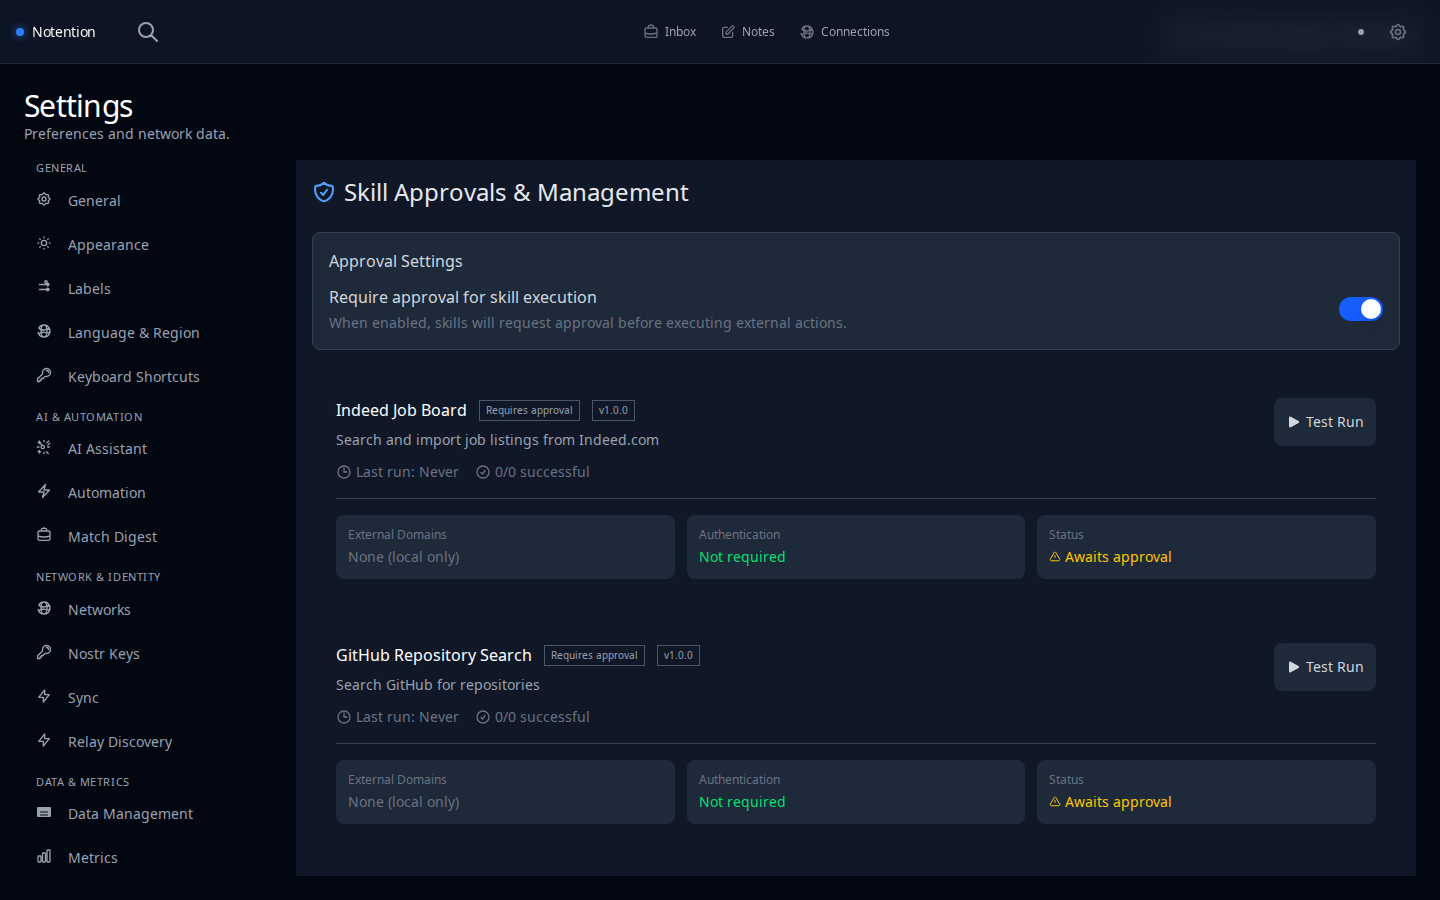 Notention
Inbox
Notes
Connections
Settings
Preferences and network data.
GENERAL
General
Appearance
Labels
Language & Region
Keyboard Shortcuts
AI & AUTOMATION
AI Assistant
Automation
Match Digest
NETWORK & IDENTITY
Networks
Nostr Keys
Sync
Relay Discovery
DATA & METRICS
Data Management
Metrics
Skill Approvals & Management
Approval Settings
Require approval for skill execution
When enabled, skills will request approval before executing external actions.
Indeed Job Board Requires approval v1.0.0
Test Run
Search and import job listings from Indeed.com
Last run: Never 0/0 successful
External Domains
None (local only)
Authentication
Not required
Status
Awaits approval
GitHub Repository Search Requires approval v1.0.0
Test Run
Search GitHub for repositories
Last run: Never 0/0 successful
External Domains
None (local only)
Authentication
Not required
Status
Awaits approval